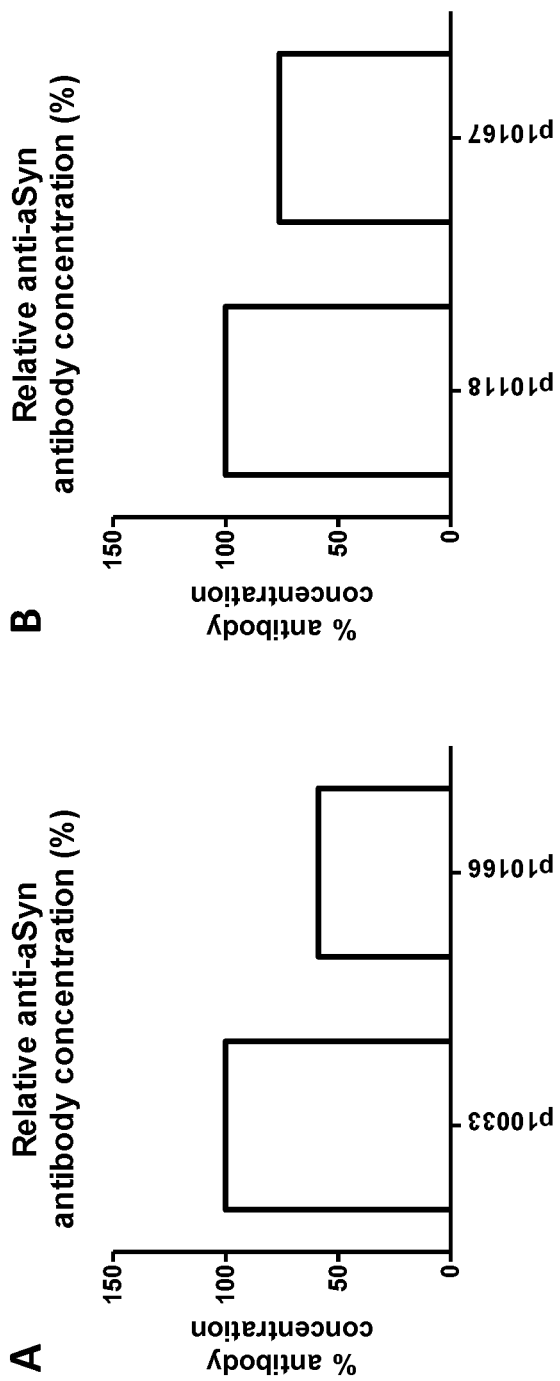 A
Relative anti-aSyn
antibody concentration (%)
% antibody
concentration
150
100
50
0
p10033
p10166
B
Relative anti-aSyn
antibody concentration (%)
% antibody
concentration
150
100
50
0
p10118
p10167